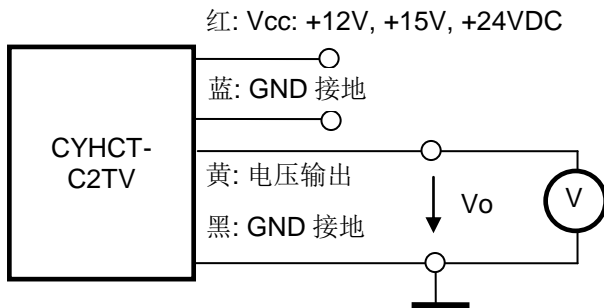 红: Vcc: +12V, +15V, +24VDC
蓝: GND 接地
CYHCT-
C2TV
黄: 电压输出
Vo
V
黑: GND 接地